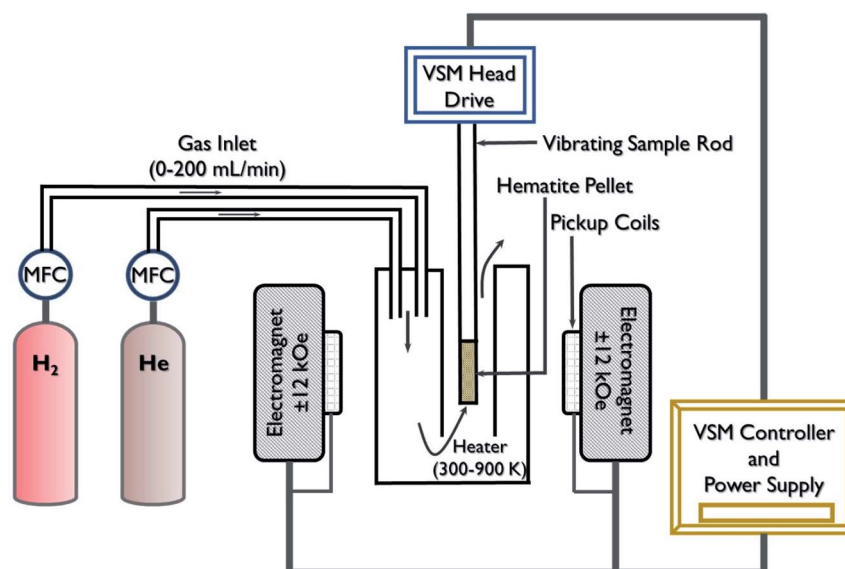 VSM Head
Drive
Gas Inlet
(0-200 mL/min)
Vibrating Sample Rod
Hematite Pellet
Pickup Coils
MFC
MFC
H₂
He
Electromagnet
±12 kOe
Electromagnet
±12 kOe
Heater
(300-900 K)
VSM Controller
and
Power Supply